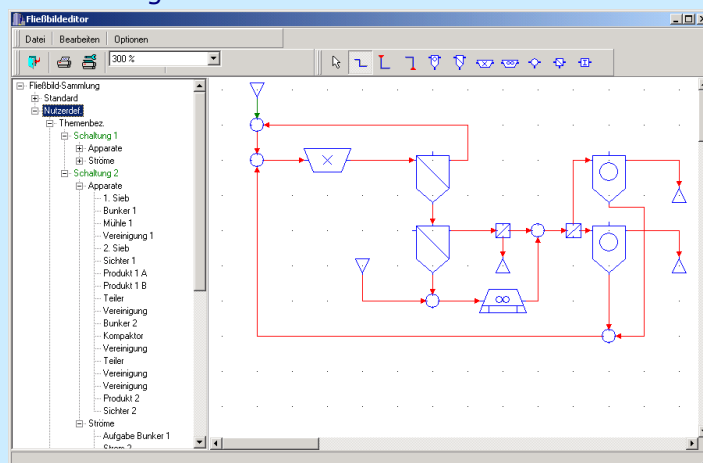 Fließbildeditor
Datei Bearbeiten Optionen
300 %
Fließbild-Sammlung
Standard
Nutzerdef.
Themenbez.
Schaltung 1
Apparate
Ströme
Schaltung 2
Apparate
1. Sieb
Bunker 1
Mühle 1
Vereinigung 1
2. Sieb
Sichter 1
Produkt 1 A
Produkt 1 B
Teiler
Vereinigung
Bunker 2
Kompaktor
Vereinigung
Teiler
Vereinigung
Vereinigung
Produkt 2
Sichter 2
Ströme
Aufgabe Bunker 1
Strom 2